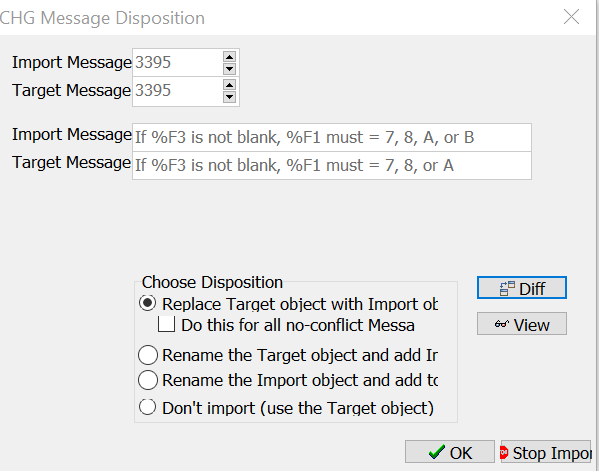 CHG Message Disposition
Import Message 3395
Target Message 3395
Import Message If %F3 is not blank, %F1 must = 7, 8, A, or B
Target Message If %F3 is not blank, %F1 must = 7, 8, or A
Choose Disposition
Replace Target object with Import ob
Diff
Do this for all no-conflict Messa
View
Rename the Target object and add Ir
Rename the Import object and add to
Don't import (use the Target object)
OK
Stop Impor